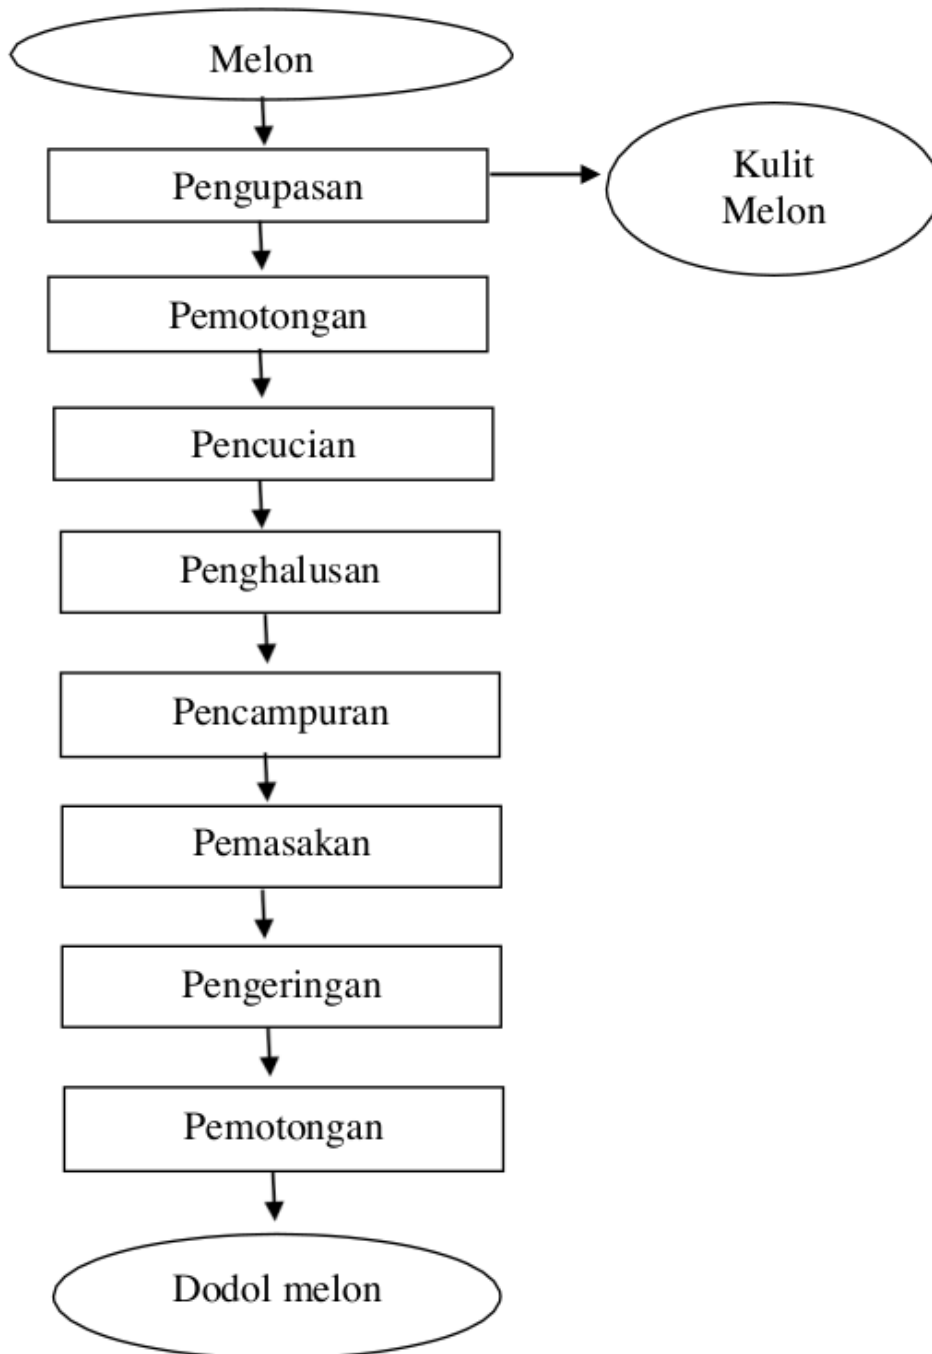 Melon
Pengupasan
Kulit
Melon
Pemotongan
Pencucian
Penghalusan
Pencampuran
Pemasakan
Pengeringan
Pemotongan
Dodol melon